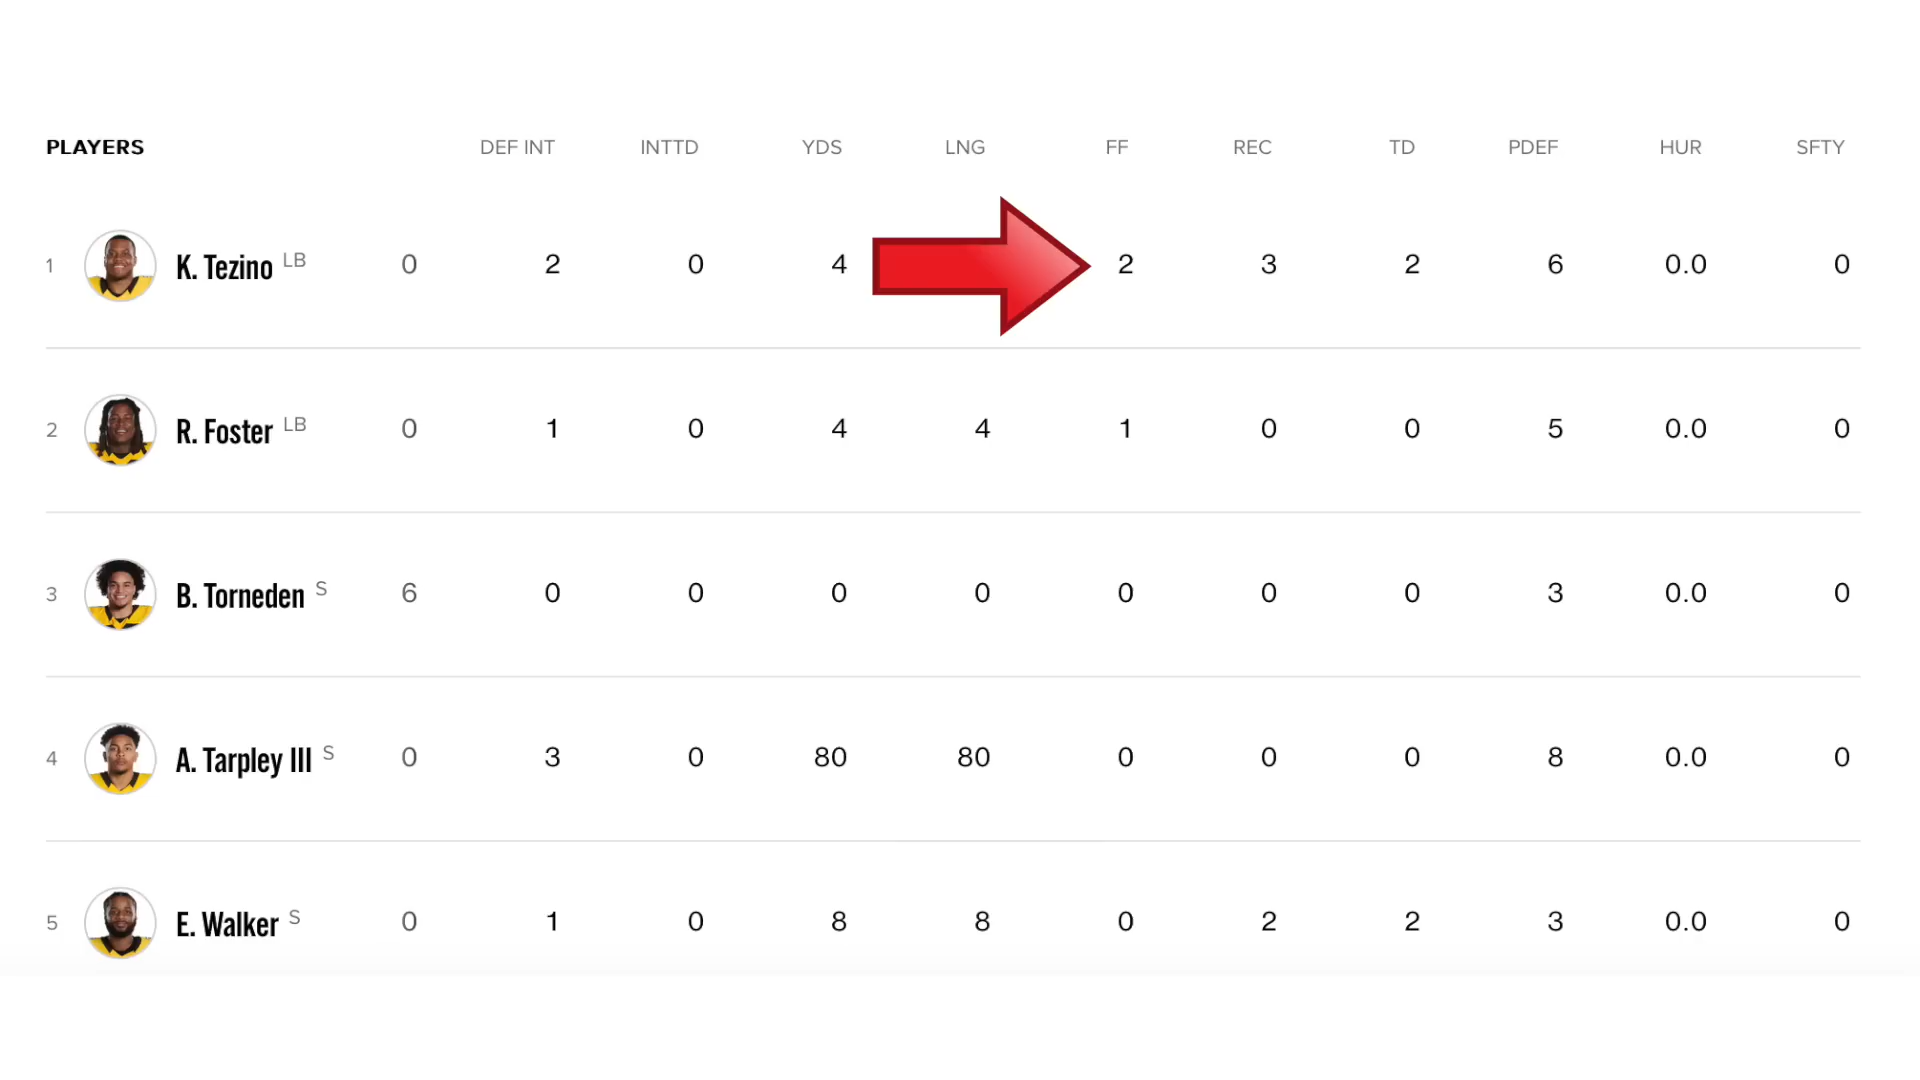 PLAYERS DEF INT INTTD YDS LNG FF REC TD PDEF HUR SFTY
1 K. Tezino LB 0 2 0 4 2 3 2 6 0.0 0
2 R. Foster LB 0 1 0 4 4 1 0 0 5 0.0 0
3 B. Torneden S 6 0 0 0 0 0 0 0 3 0.0 0
4 A. Tarpley III S 0 3 0 80 80 0 0 0 8 0.0 0
5 E. Walker S 0 1 0 8 8 0 2 2 3 0.0 0